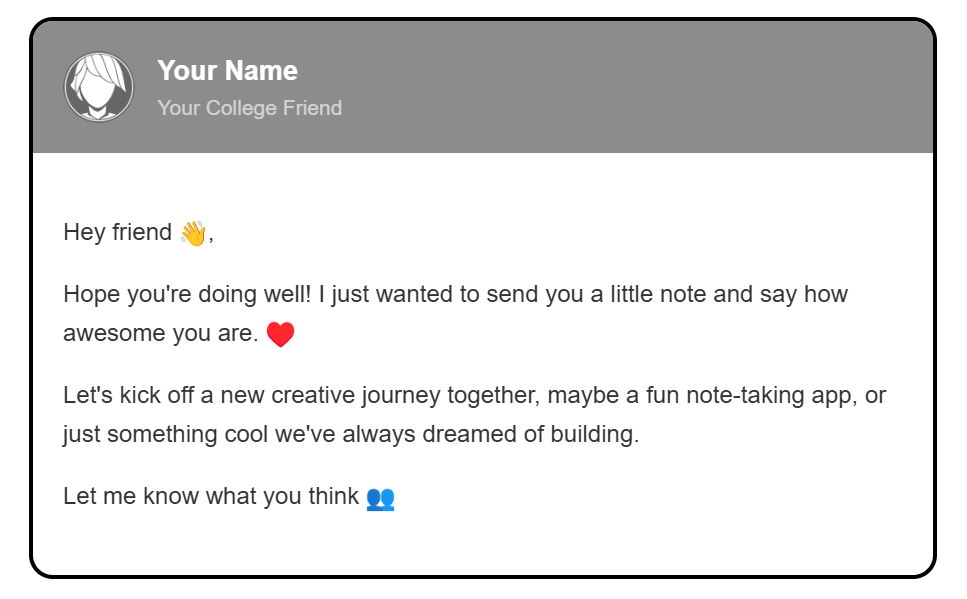 Your Name
Your College Friend
Hey friend 👋,
Hope you're doing well! I just wanted to send you a little note and say how
awesome you are. ♥️
Let's kick off a new creative journey together, maybe a fun note-taking app, or
just something cool we've always dreamed of building.
Let me know what you think 👥